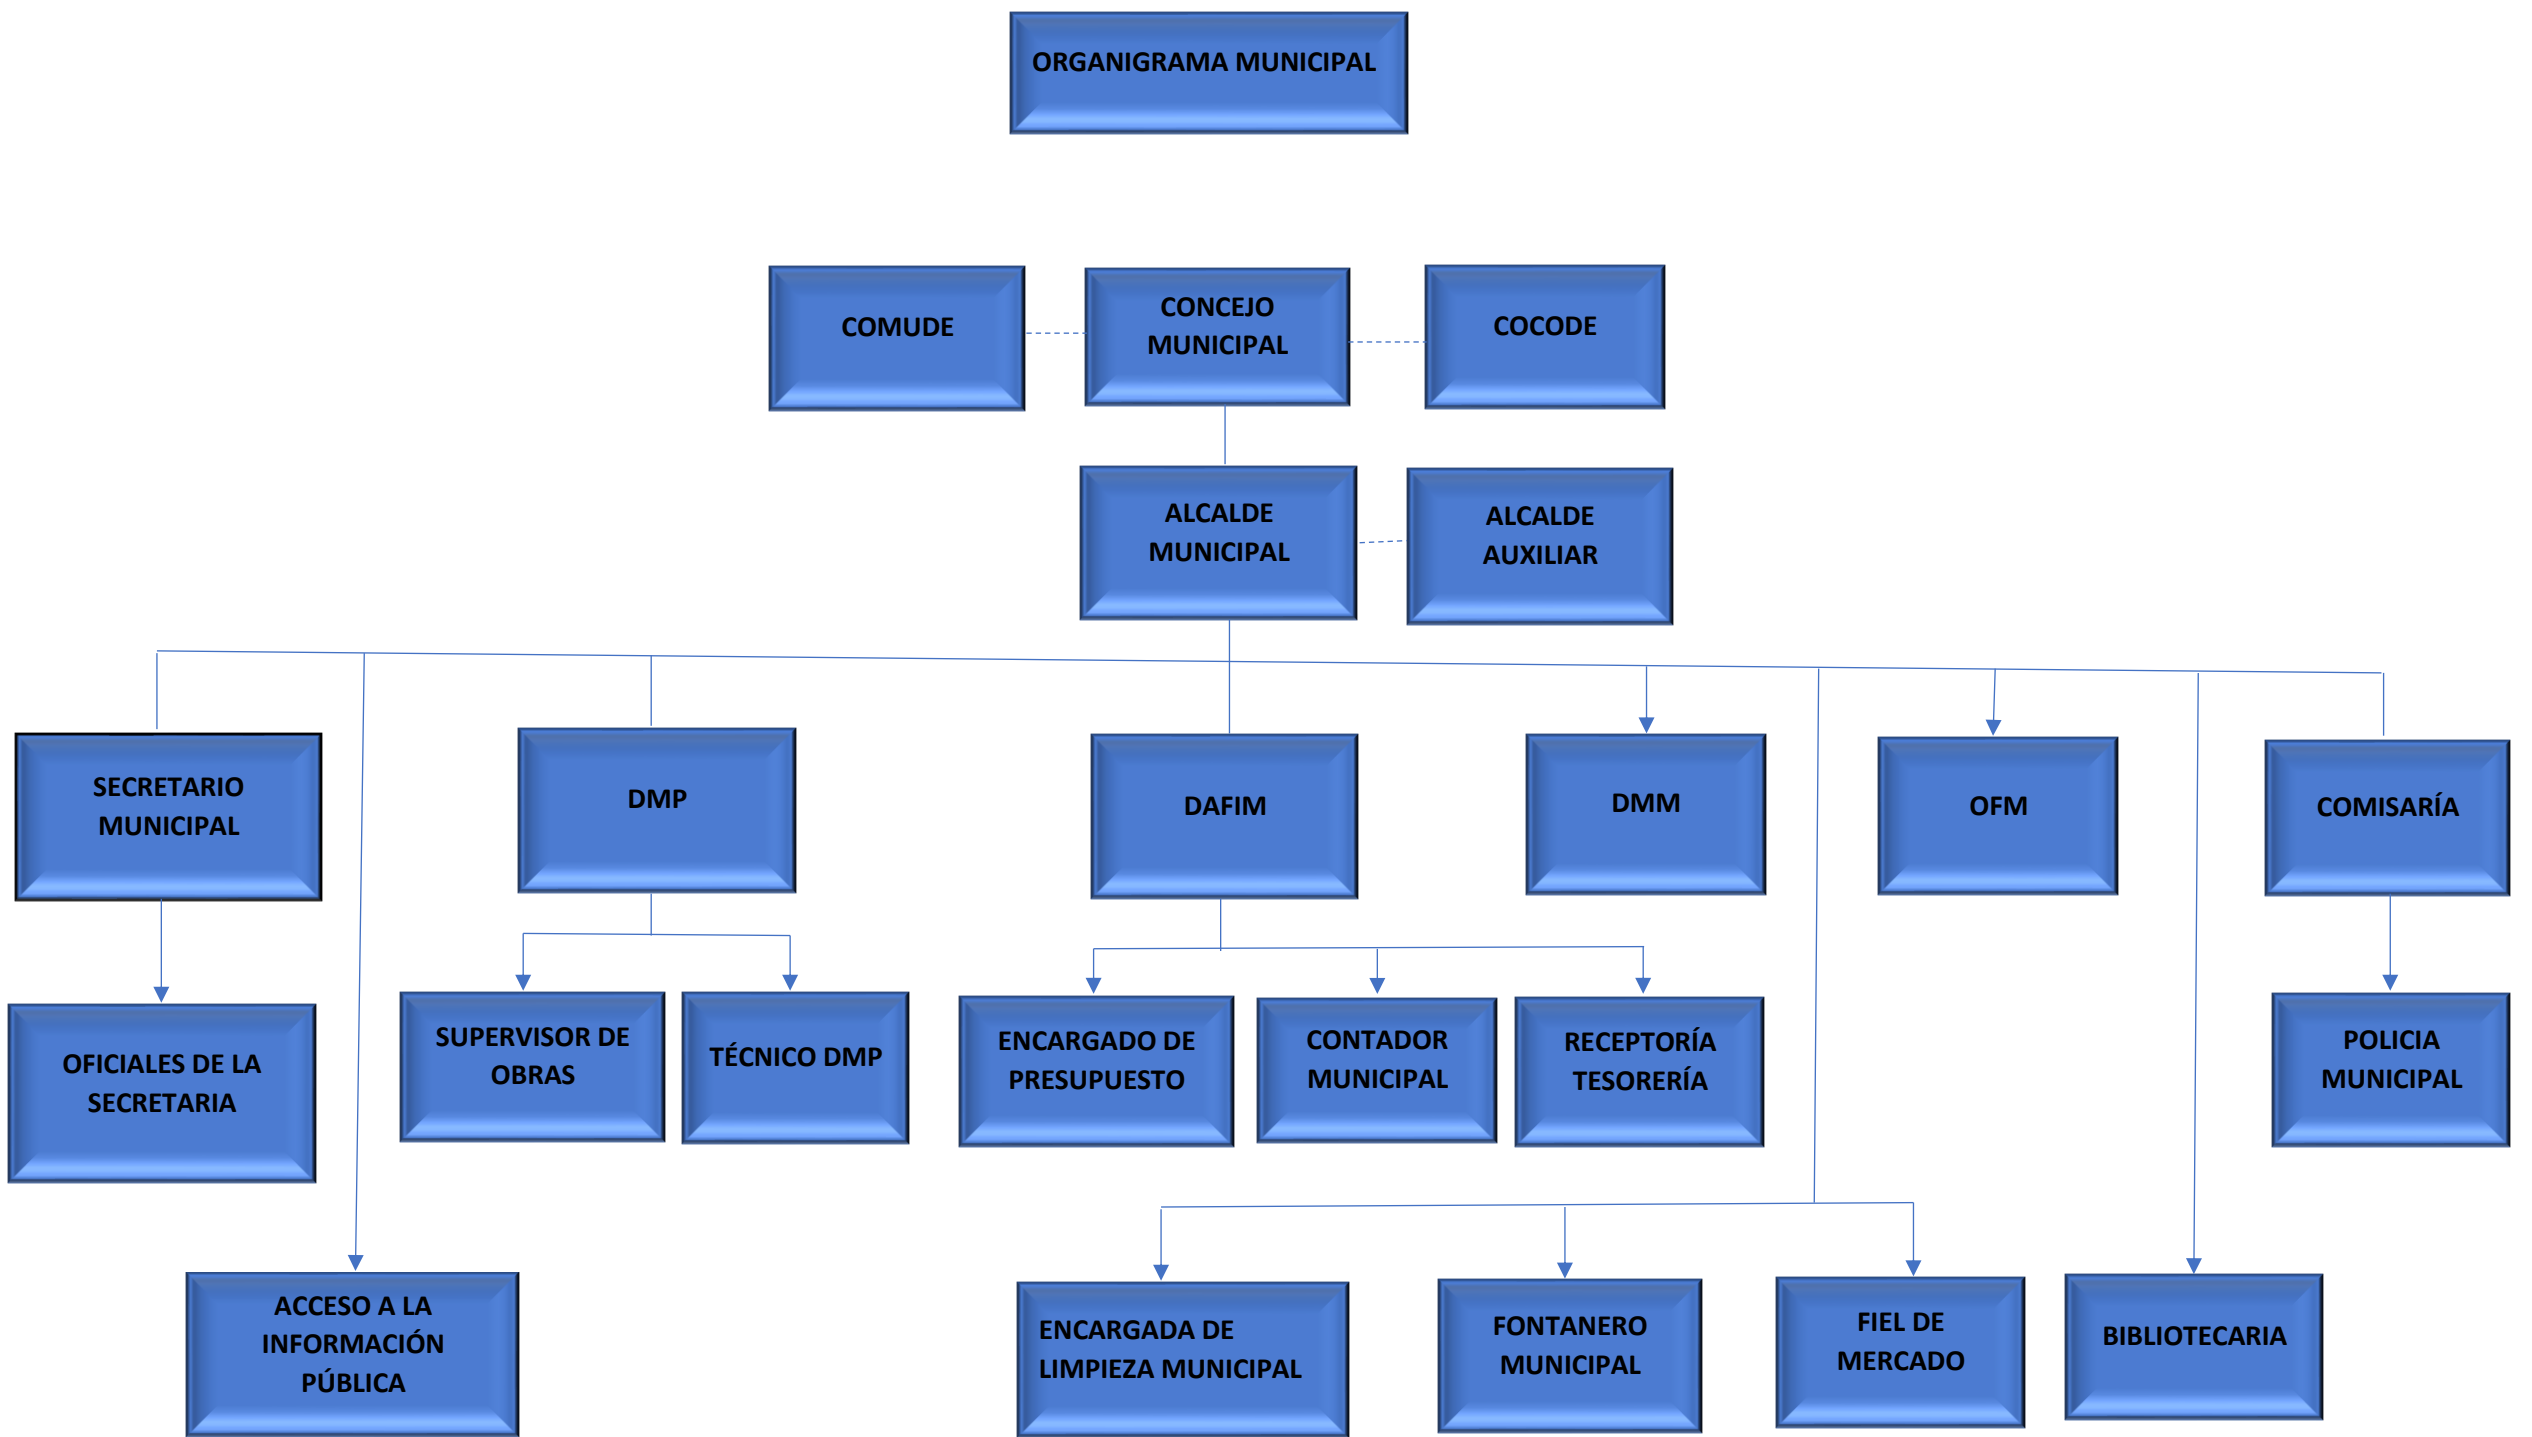 ORGANIGRAMA MUNICIPAL
COMUDE
CONCEJO
MUNICIPAL
COCODE
ALCALDE
MUNICIPAL
ALCALDE
AUXILIAR
SECRETARIO
MUNICIPAL
DMP
DAFIM
DMM
OFM
COMISARÍA
OFICIALES DE LA
SECRETARIA
SUPERVISOR DE
OBRAS
TÉCNICO DMP
ENCARGADO DE
PRESUPUESTO
CONTADOR
MUNICIPAL
RECEPTORÍA
TESORERÍA
POLICIA
MUNICIPAL
ACCESO A LA
INFORMACIÓN
PÚBLICA
ENCARGADA DE
LIMPIEZA MUNICIPAL
FONTANERO
MUNICIPAL
FIEL DE
MERCADO
BIBLIOTECARIA